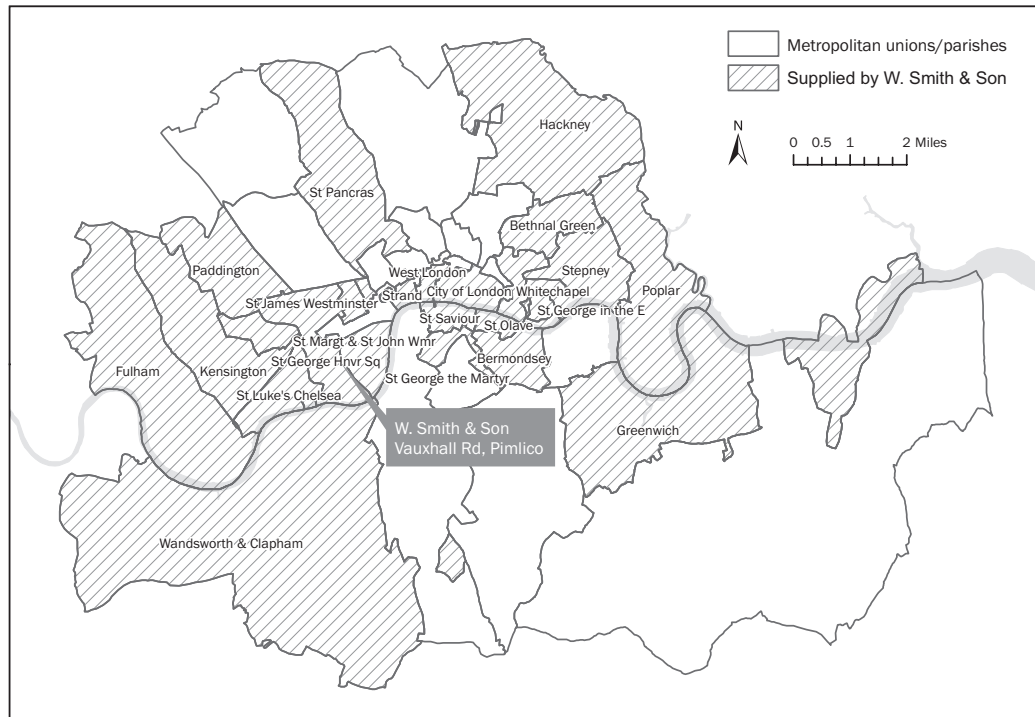 Metropolitan unions/parishes
Supplied by W. Smith & Son
N
0 0.5 1 2 Miles
Hackney
St Pancras
Bethnal Green
Paddington
West London
Stepney
Strand
City of London
Whitechapel
Poplar
St James Westminster
St George in the E
St Saviour
St Olave
St Margt & St John Wmr
Bermondsey
St George Hnvr Sq
Fulham
Kensington
St George the Martyr
St Luke's Chelsea
W. Smith & Son
Vauxhall Rd, Pimlico
Greenwich
Wandsworth & Clapham